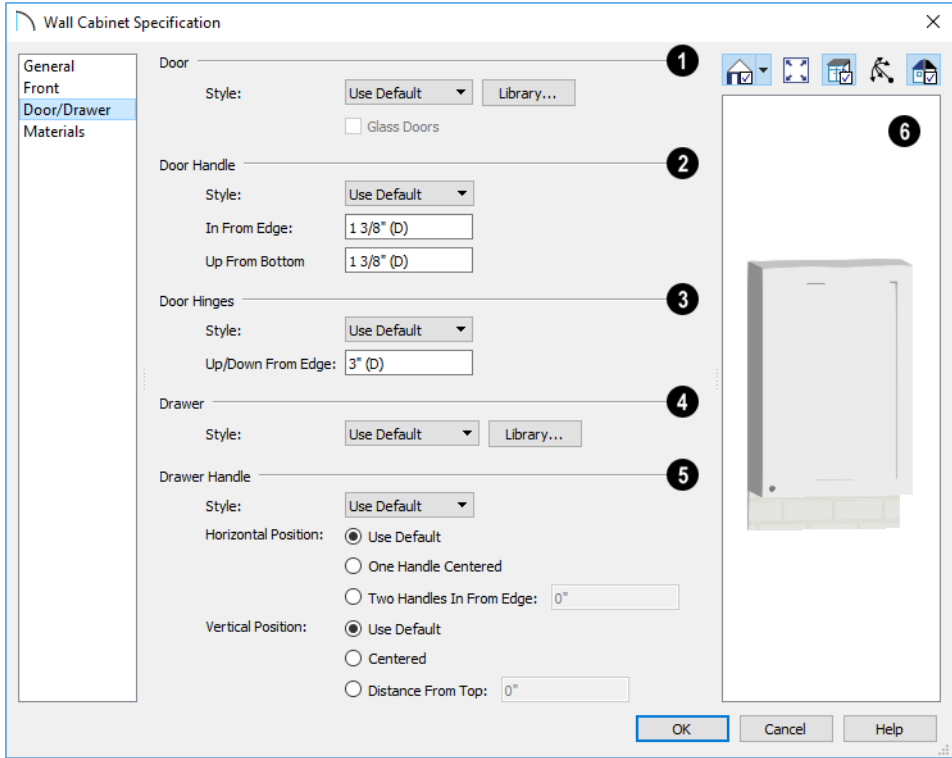 Wall Cabinet Specification
General
Front
Door/Drawer
Materials
Door
1
Style:
Use Default
Library...
Glass Doors
Door Handle
2
Style:
Use Default
In From Edge:
1 3/8" (D)
Up From Bottom
1 3/8" (D)
Door Hinges
3
Style:
Use Default
Up/Down From Edge:
3" (D)
Drawer
4
Style:
Use Default
Library...
Drawer Handle
5
Style:
Use Default
Horizontal Position:
Use Default
One Handle Centered
Two Handles In From Edge:
0"
Vertical Position:
Use Default
Centered
Distance From Top:
0"
6
OK
Cancel
Help